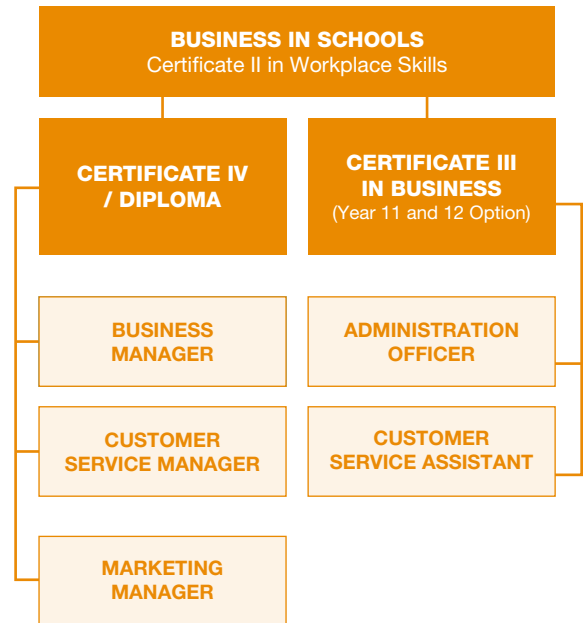 BUSINESS IN SCHOOLS
Certificate II in Workplace Skills
CERTIFICATE IV
/ DIPLOMA
CERTIFICATE III
IN BUSINESS
(Year 11 and 12 Option)
BUSINESS
MANAGER
ADMINISTRATION
OFFICER
CUSTOMER
SERVICE MANAGER
CUSTOMER
SERVICE ASSISTANT
MARKETING
MANAGER